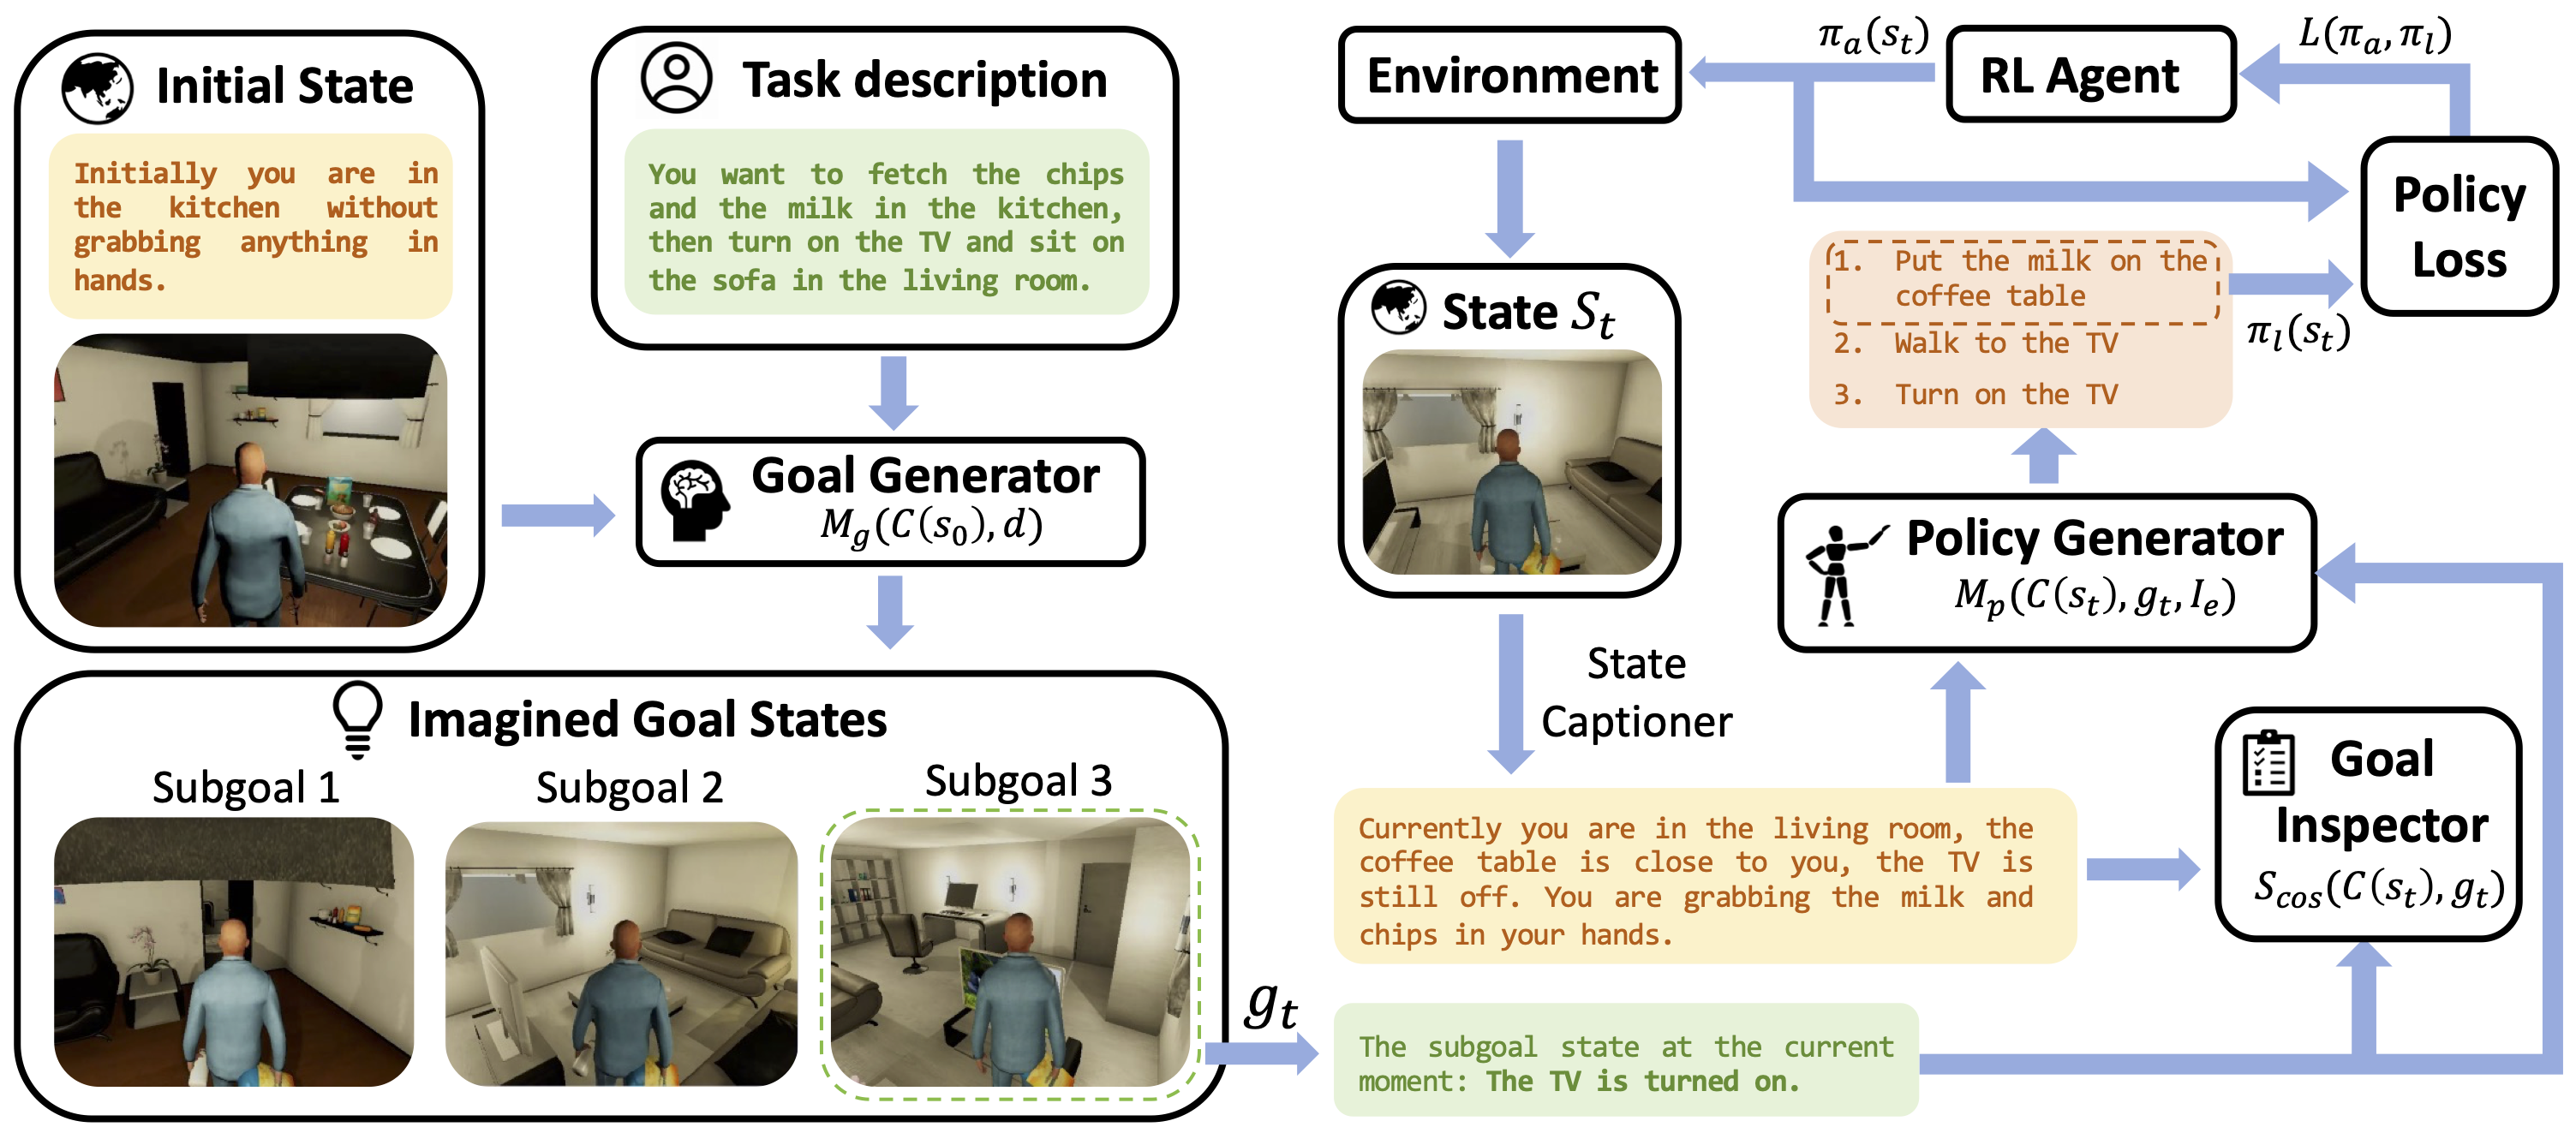 Initial State
Initially you are in
the kitchen without
grabbing anything in
hands.
Task description
You want to fetch the chips
and the milk in the kitchen,
then turn on the TV and sit on
the sofa in the living room.
Goal Generator
M_g(C(s_0), d)
Imagined Goal States
Subgoal 1
Subgoal 2
Subgoal 3
g_t
Environment
π_a(s_t)
RL Agent
L(π_a, π_l)
Policy
Loss
State S_t
1. Put the milk on the
coffee table
2. Walk to the TV
3. Turn on the TV
π_l(s_t)
Policy Generator
M_p(C(s_t), g_t, I_e)
State
Captioner
Currently you are in the living room, the
coffee table is close to you, the TV is
still off. You are grabbing the milk and
chips in your hands.
Goal
Inspector
S_cos(C(s_t), g_t)
The subgoal state at the current
moment: The TV is turned on.